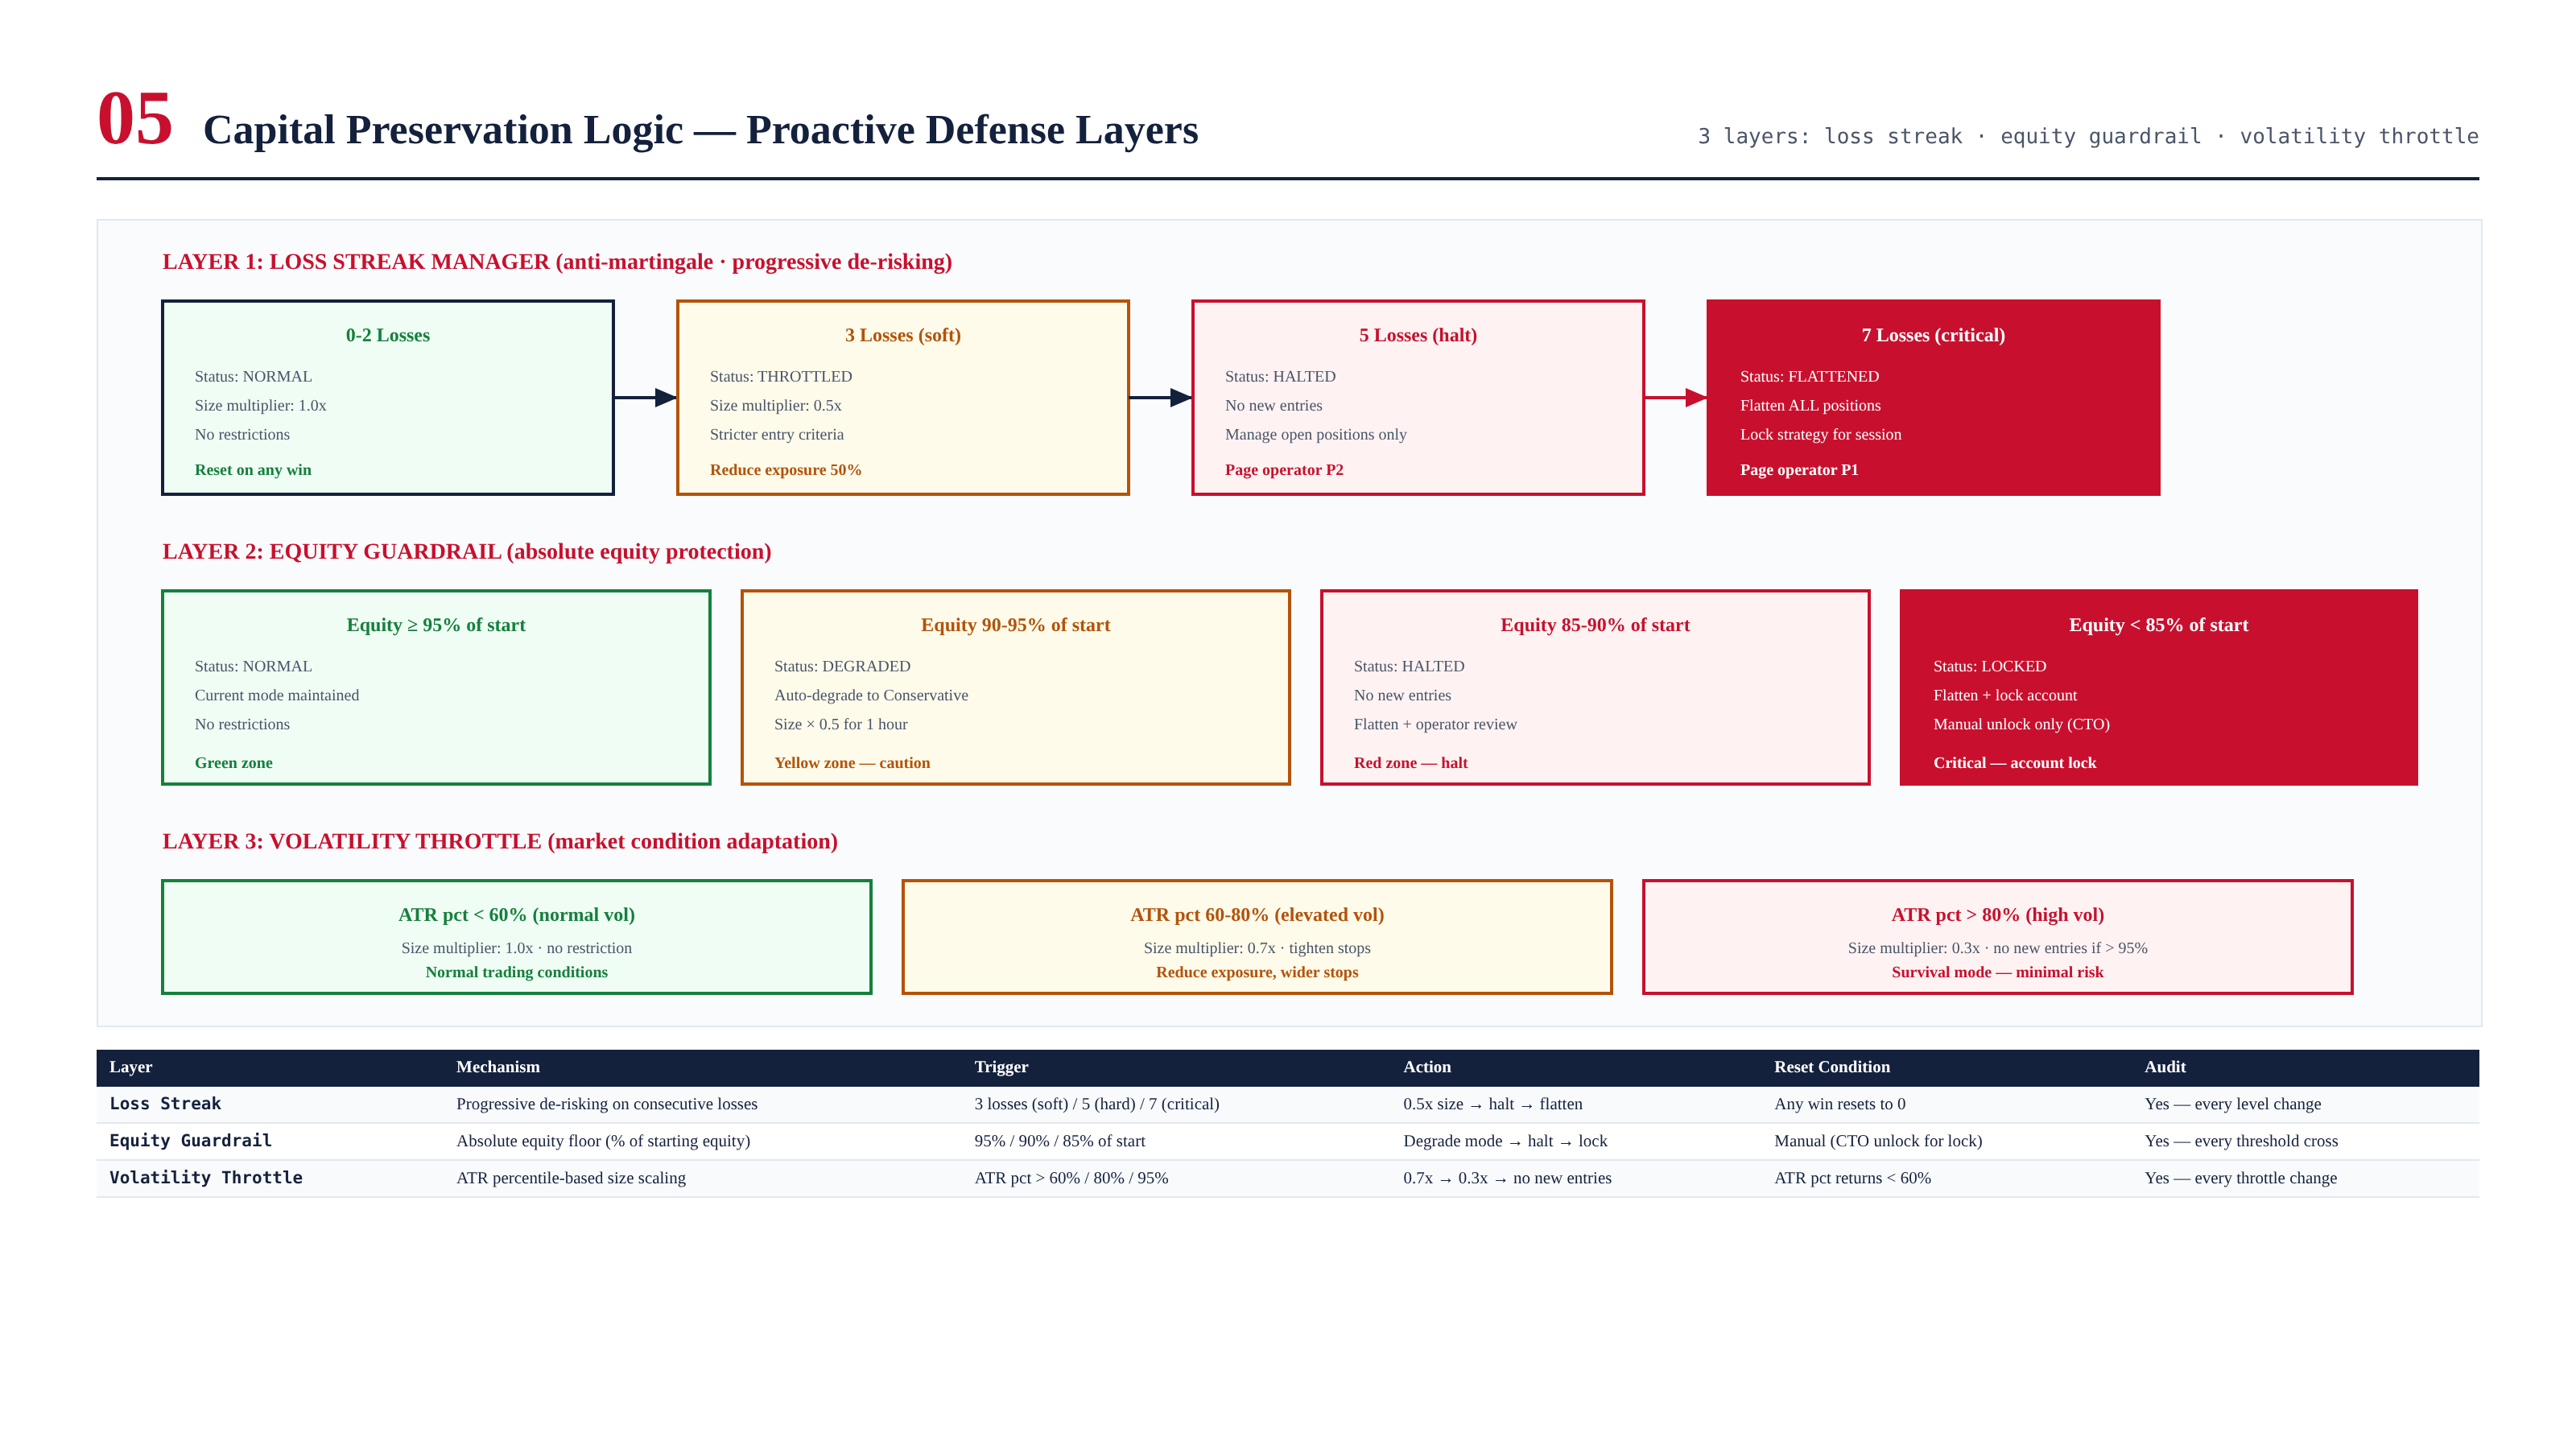 05 Capital Preservation Logic — Proactive Defense Layers
3 layers: loss streak · equity guardrail · volatility throttle
LAYER 1: LOSS STREAK MANAGER (anti-martingale · progressive de-risking)
0-2 Losses
Status: NORMAL
Size multiplier: 1.0x
No restrictions
Reset on any win
3 Losses (soft)
Status: THROTTLED
Size multiplier: 0.5x
Stricter entry criteria
Reduce exposure 50%
5 Losses (halt)
Status: HALTED
No new entries
Manage open positions only
Page operator P2
7 Losses (critical)
Status: FLATTENED
Flatten ALL positions
Lock strategy for session
Page operator P1
LAYER 2: EQUITY GUARDRAIL (absolute equity protection)
Equity ≥ 95% of start
Status: NORMAL
Current mode maintained
No restrictions
Green zone
Equity 90-95% of start
Status: DEGRADED
Auto-degrade to Conservative
Size × 0.5 for 1 hour
Yellow zone — caution
Equity 85-90% of start
Status: HALTED
No new entries
Flatten + operator review
Red zone — halt
Equity < 85% of start
Status: LOCKED
Flatten + lock account
Manual unlock only (CTO)
Critical — account lock
LAYER 3: VOLATILITY THROTTLE (market condition adaptation)
ATR pct < 60% (normal vol)
Size multiplier: 1.0x · no restriction
Normal trading conditions
ATR pct 60-80% (elevated vol)
Size multiplier: 0.7x · tighten stops
Reduce exposure, wider stops
ATR pct > 80% (high vol)
Size multiplier: 0.3x · no new entries if > 95%
Survival mode — minimal risk
Layer Mechanism Trigger Action Reset Condition Audit
Loss Streak Progressive de-risking on consecutive losses 3 losses (soft) / 5 (hard) / 7 (critical) 0.5x size → halt → flatten Any win resets to 0 Yes — every level change
Equity Guardrail Absolute equity floor (% of starting equity) 95% / 90% / 85% of start Degrade mode → halt → lock Manual (CTO unlock for lock) Yes — every threshold cross
Volatility Throttle ATR percentile-based size scaling ATR pct > 60% / 80% / 95% 0.7x → 0.3x → no new entries ATR pct returns < 60% Yes — every throttle change